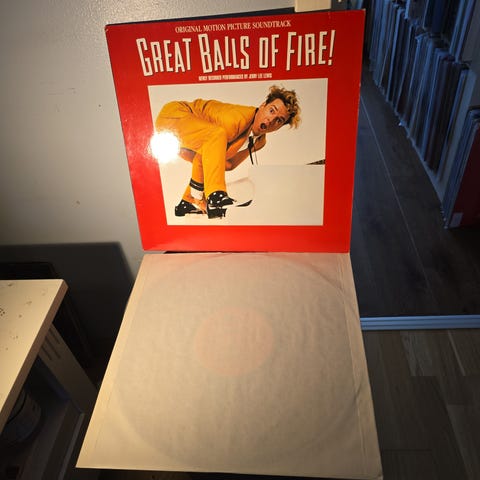 ORIGINAL MOTION PICTURE SOUNDTRACK
GREAT BALLS OF FIRE!
NEWLY RECORDED PERFORMANCES BY JERRY LEE LEWIS